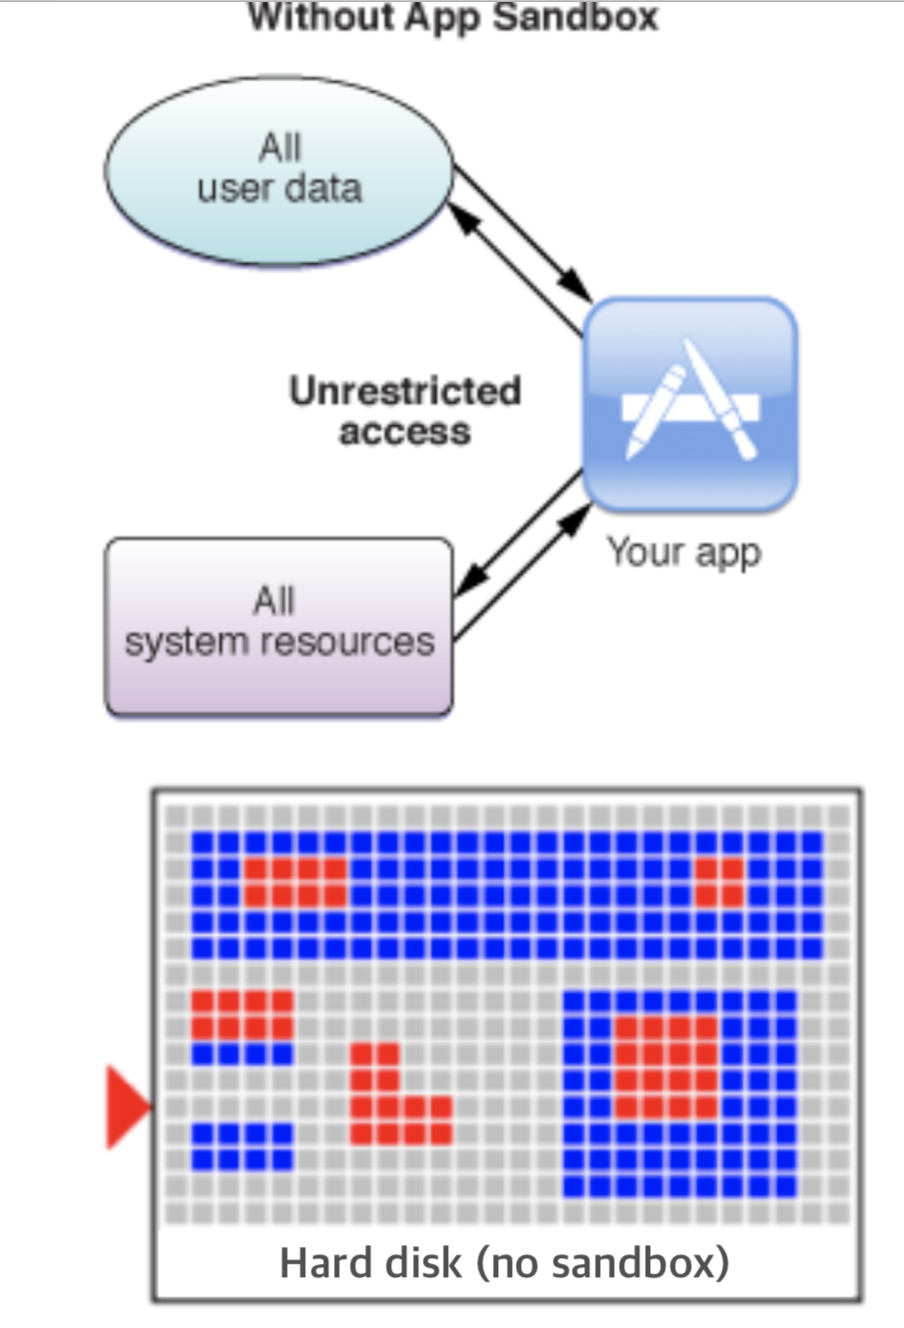 Without App Sandbox
All
user data
Unrestricted
access
Your app
All
system resources
Hard disk (no sandbox)